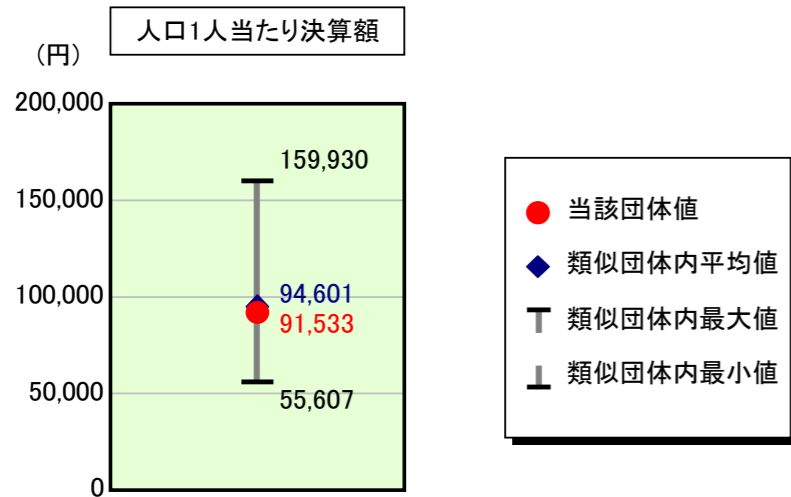 人口1人当たり決算額
(円)
200,000
150,000
100,000
50,000
0
159,930
94,601
91,533
55,607
当該団体値
類似団体内平均値
類似団体内最大値
類似団体内最小値